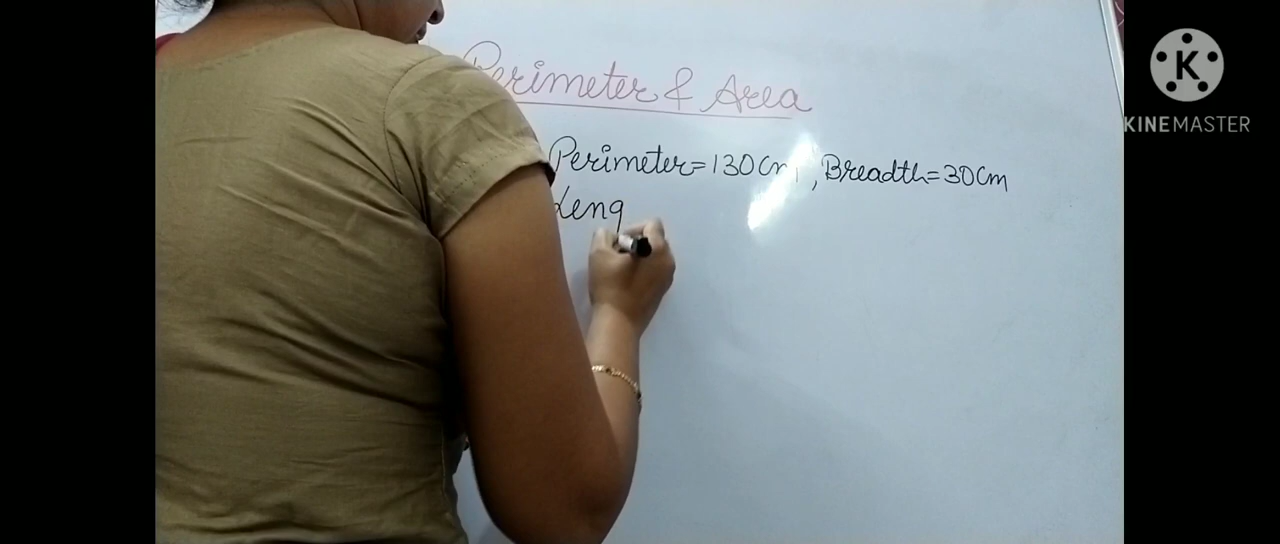 Perimeter & Area
Perimeter=130cm, Breadth=30cm
Leng
K
KINEMASTER